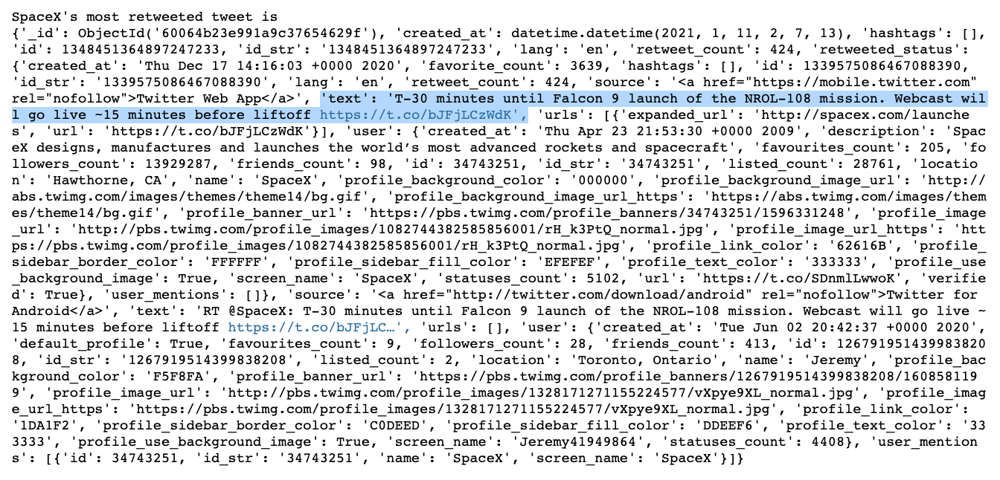 SpaceX's most retweeted tweet is
{'_id': ObjectId('60064b23e991a9c37654629f'), 'created_at': datetime.datetime(2021, 1, 11, 2, 7, 13), 'hashtags': [],
'id': 1348451364897247233, 'id_str': '1348451364897247233', 'lang': 'en', 'retweet_count': 424, 'retweeted_status':
{'created_at': 'Thu Dec 17 14:16:03 +0000 2020', 'favorite_count': 3639, 'hashtags': [], 'id': 1339575086467088390,
'id_str': '1339575086467088390', 'lang': 'en', 'retweet_count': 424, 'source': '<a href="https://mobile.twitter.com"
rel="nofollow">Twitter Web App</a>', 'text': 'T-30 minutes until Falcon 9 launch of the NROL-108 mission. Webcast wil
l go live ~15 minutes before liftoff https://t.co/bJFjLCzWdK', 'urls': [{'expanded_url': 'http://spacex.com/launche
s', 'url': 'https://t.co/bJFjLCzWdK'}], 'user': {'created_at': 'Thu Apr 23 21:53:30 +0000 2009', 'description': 'Spac
eX designs, manufactures and launches the world’s most advanced rockets and spacecraft', 'favourites_count': 205, 'fo
llowers_count': 13929287, 'friends_count': 98, 'id': 34743251, 'id_str': '34743251', 'listed_count': 28761, 'locatio
n': 'Hawthorne, CA', 'name': 'SpaceX', 'profile_background_color': '000000', 'profile_background_image_url': 'http://
abs.twimg.com/images/themes/theme14/bg.gif', 'profile_background_image_url_https': 'https://abs.twimg.com/images/them
es/theme14/bg.gif', 'profile_banner_url': 'https://pbs.twimg.com/profile_banners/34743251/1596331248', 'profile_image
_url': 'http://pbs.twimg.com/profile_images/1082744382585856001/rH_k3PtQ_normal.jpg', 'profile_image_url_https': 'htt
ps://pbs.twimg.com/profile_images/1082744382585856001/rH_k3PtQ_normal.jpg', 'profile_link_color': '62616B', 'profile_
sidebar_border_color': 'FFFFFF', 'profile_sidebar_fill_color': 'EFEFEF', 'profile_text_color': '333333', 'profile_use
_background_image': True, 'screen_name': 'SpaceX', 'statuses_count': 5102, 'url': 'https://t.co/SDnmlLwwoK', 'verifie
d': True}, 'user_mentions': []}, 'source': '<a href="http://twitter.com/download/android" rel="nofollow">Twitter for
Android</a>', 'text': 'RT @SpaceX: T-30 minutes until Falcon 9 launch of the NROL-108 mission. Webcast will go live ~
15 minutes before liftoff https://t.co/bJFjLC…', 'urls': [], 'user': {'created_at': 'Tue Jun 02 20:42:37 +0000 2020',
'default_profile': True, 'favourites_count': 9, 'followers_count': 28, 'friends_count': 413, 'id': 126791951439983820
8, 'id_str': '1267919514399838208', 'listed_count': 2, 'location': 'Toronto, Ontario', 'name': 'Jeremy', 'profile_bac
kground_color': 'F5F8FA', 'profile_banner_url': 'https://pbs.twimg.com/profile_banners/1267919514399838208/160858119
9', 'profile_image_url': 'http://pbs.twimg.com/profile_images/1328171271155224577/vXpye9XL_normal.jpg', 'profile_imag
e_url_https': 'https://pbs.twimg.com/profile_images/1328171271155224577/vXpye9XL_normal.jpg', 'profile_link_color':
'1DA1F2', 'profile_sidebar_border_color': 'C0DEED', 'profile_sidebar_fill_color': 'DDEEF6', 'profile_text_color': '33
3333', 'profile_use_background_image': True, 'screen_name': 'Jeremy41949864', 'statuses_count': 4408}, 'user_mention
s': [{'id': 34743251, 'id_str': '34743251', 'name': 'SpaceX', 'screen_name': 'SpaceX'}]}